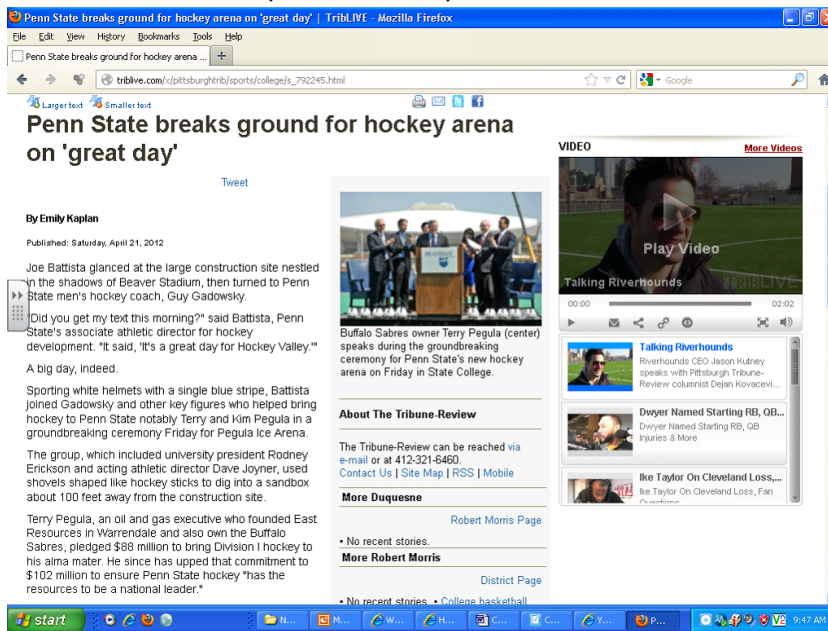 Penn State breaks ground for hockey arena on 'great day' | TribLIVE - Mozilla Firefox
File Edit View History Bookmarks Tools Help
Penn State breaks ground for hockey arena ... +
triblive.com/x/pittsburghtrib/sports/college/s_792245.html
Google
Larger text Smaller text
Penn State breaks ground for hockey arena
on 'great day'
Tweet
By Emily Kaplan
Published: Saturday, April 21, 2012
Joe Battista glanced at the large construction site nestled
in the shadows of Beaver Stadium, then turned to Penn
State men's hockey coach, Guy Gadowsky.
"Did you get my text this morning?" said Battista, Penn
State's associate athletic director for hockey
development. "It said, 'It's a great day for Hockey Valley.'"
A big day, indeed.
Sporting white helmets with a single blue stripe, Battista
joined Gadowsky and other key figures who helped bring
hockey to Penn State notably Terry and Kim Pegula in a
groundbreaking ceremony Friday for Pegula Ice Arena.
The group, which included university president Rodney
Erickson and acting athletic director Dave Joyner, used
shovels shaped like hockey sticks to dig into a sandbox
about 100 feet away from the construction site.
Terry Pegula, an oil and gas executive who founded East
Resources in Warrendale and also own the Buffalo
Sabres, pledged $88 million to bring Division I hockey to
his alma mater. He since has upped that commitment to
$102 million to ensure Penn State hockey "has the
resources to be a national leader."
PENNSTATE
Buffalo Sabres owner Terry Pegula (center)
speaks during the groundbreaking
ceremony for Penn State's new hockey
arena on Friday in State College.
About The Tribune-Review
The Tribune-Review can be reached via
e-mail or at 412-321-6460.
Contact Us | Site Map | RSS | Mobile
More Duquesne
Robert Morris Page
• No recent stories.
More Robert Morris
District Page
• No recent stories. • College basketball
VIDEO
More Videos
Play Video
Talking Riverhounds
TRIBLIVE
00:00
02:02
Talking Riverhounds
Riverhounds CEO Jason Kutney
speaks with Pittsburgh Tribune-
Review columnist Dejan Kovacevi...
Dwyer Named Starting RB, QB...
Dwyer Named Starting RB, QB
Injuries & More
Ike Taylor On Cleveland Loss,...
Ike Taylor On Cleveland Loss, Fan
Questions
start
N...
M...
W...
H...
C...
C...
Y...
P...
9:47 AM